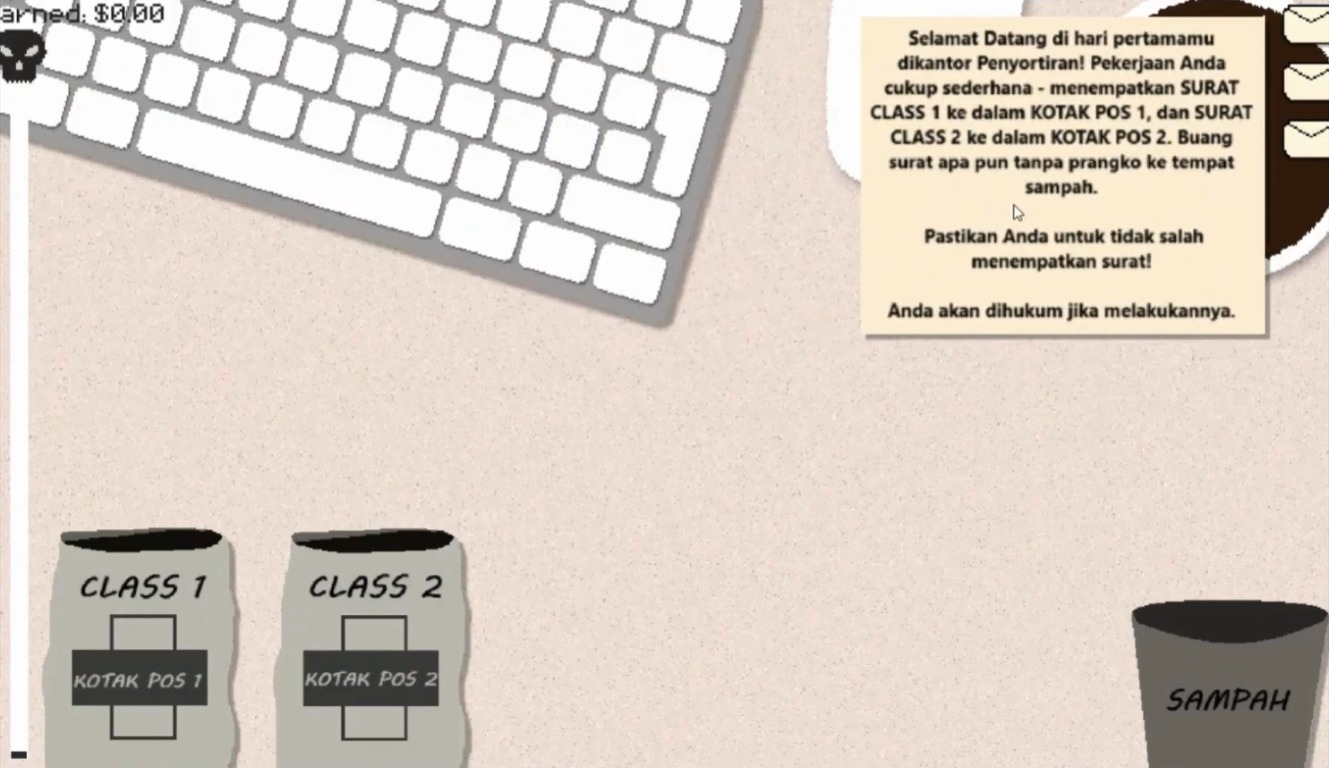 arned: $0.00
Selamat Datang di hari pertamamu
dikantor Penyortiran! Pekerjaan Anda
cukup sederhana - menempatkan SURAT
CLASS 1 ke dalam KOTAK POS 1, dan SURAT
CLASS 2 ke dalam KOTAK POS 2. Buang
surat apa pun tanpa prangko ke tempat
sampah.
Pastikan Anda untuk tidak salah
menempatkan surat!
Anda akan dihukum jika melakukannya.
CLASS 1
KOTAK POS 1
CLASS 2
KOTAK POS 2
SAMPAH